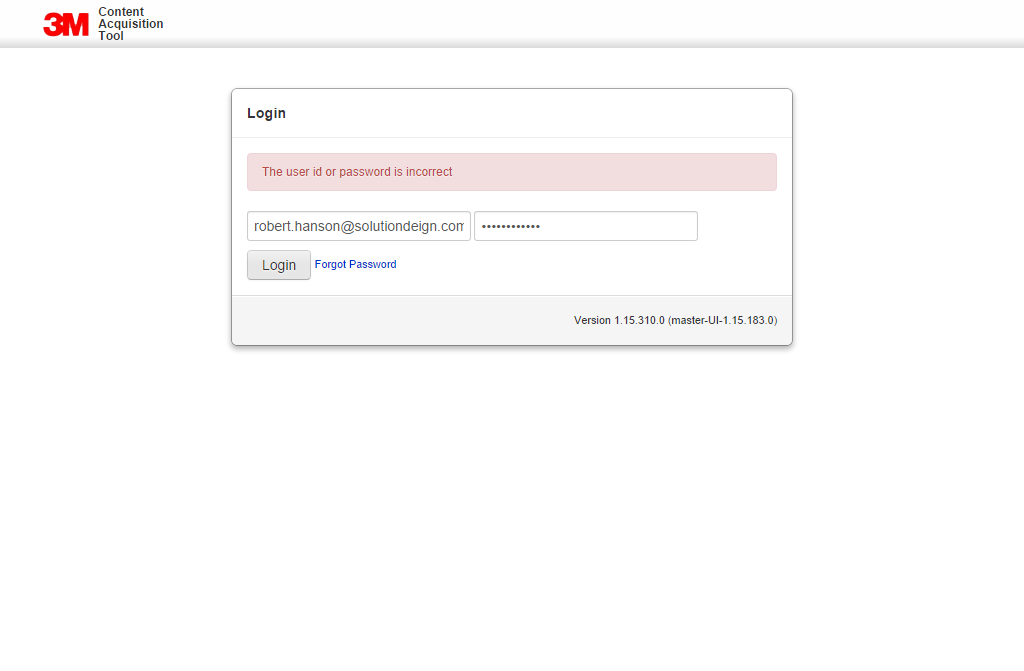 3M
Content
Acquisition
Tool
Login
The user id or password is incorrect
robert.hanson@solutiondeign.com
••••••••••••
Login Forgot Password
Version 1.15.310.0 (master-UI-1.15.183.0)